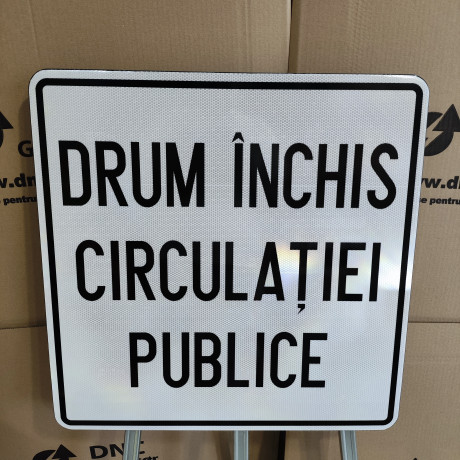 DRUM ÎNCHIS
CIRCULAȚIEI
PUBLICE